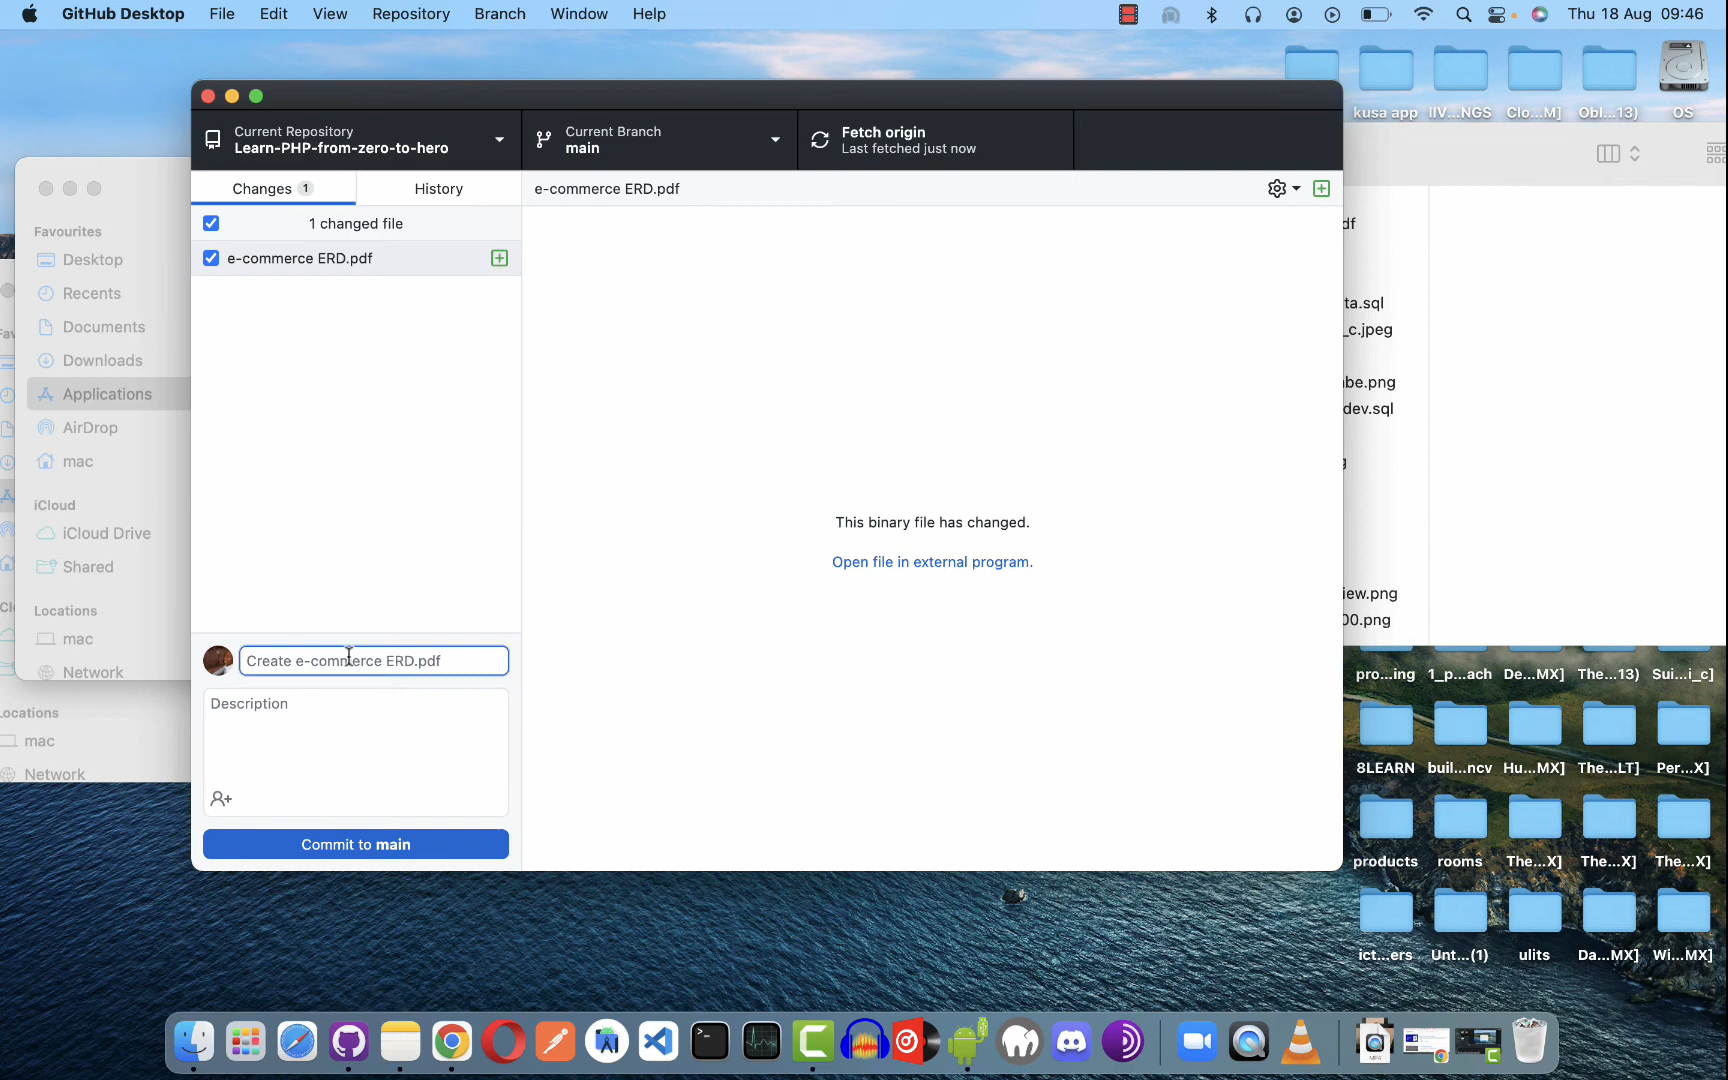 GitHub Desktop File Edit View Repository Branch Window Help
Thu 18 Aug 09:46
kusa app IIV...NGS Clo...M] Obl...13) OS
Current Repository
Learn-PHP-from-zero-to-hero
Current Branch
main
Fetch origin
Last fetched just now
Changes 1
History
e-commerce ERD.pdf
1 changed file
e-commerce ERD.pdf
This binary file has changed.
Open file in external program.
Create e-commerce ERD.pdf
Description
Commit to main
Favourites
Desktop
Recents
Documents
Downloads
Applications
AirDrop
mac
iCloud
iCloud Drive
Shared
Locations
mac
Network
Locations
mac
Network
df
ta.sql
_c.jpeg
be.png
dev.sql
g
iew.png
00.png
pro...ing 1_p...ach De...MX] The...13) Sui...i_c]
8LEARN buil...ncv Hu...MX] The...LT] Per...X]
products rooms The...X] The...X] The...X]
ict...ers Unt...(1) ulits Da...MX] Wi...MX]